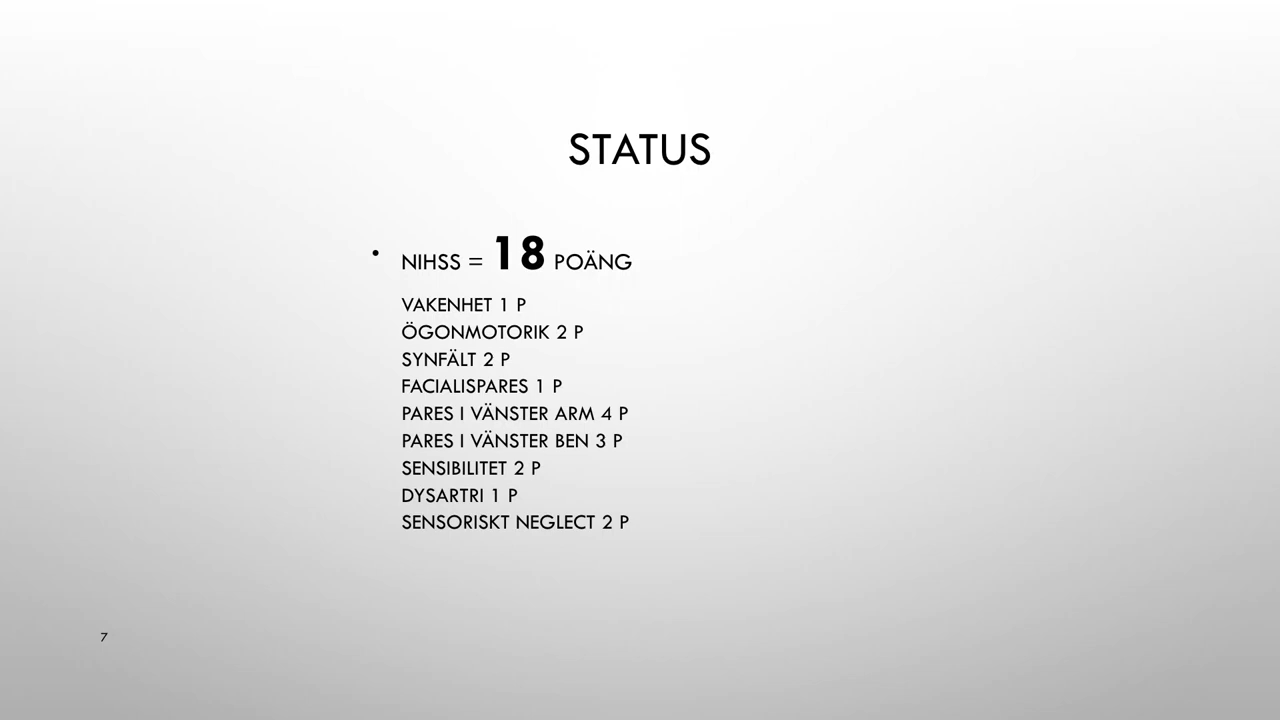 STATUS
• NIHSS = 18 POÄNG
VAKENHET 1 P
ÖGONMOTORIK 2 P
SYNFÄLT 2 P
FACIALISPARES 1 P
PARES I VÄNSTER ARM 4 P
PARES I VÄNSTER BEN 3 P
SENSIBILITET 2 P
DYSARTRI 1 P
SENSORISKT NEGLECT 2 P
7